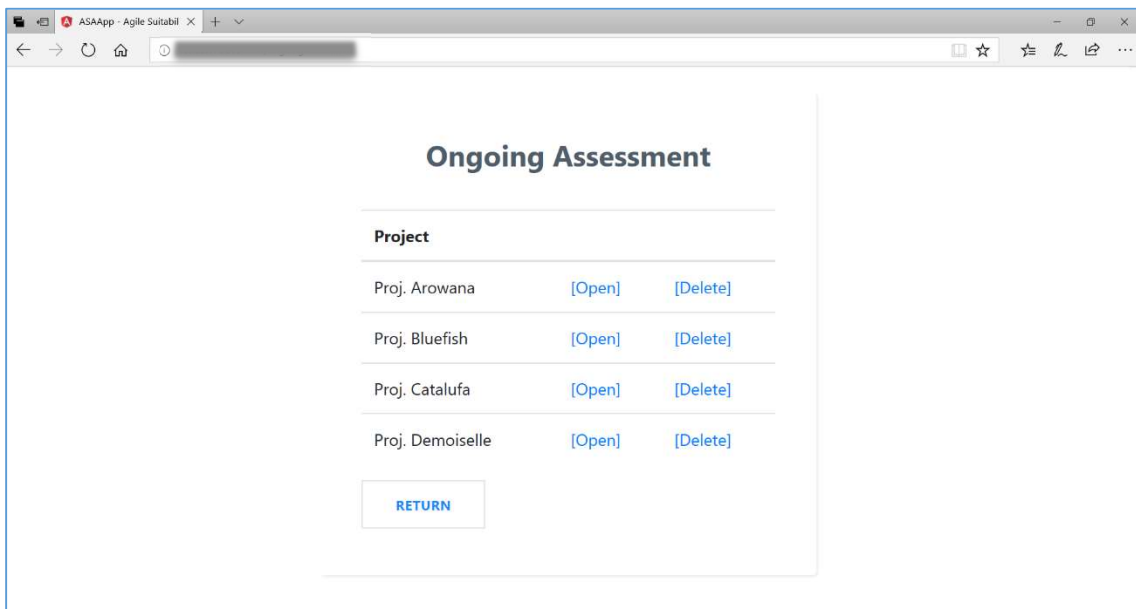 ASAApp - Agile Suitabil
Ongoing Assessment
Project
Proj. Arowana [Open] [Delete]
Proj. Bluefish [Open] [Delete]
Proj. Catalufa [Open] [Delete]
Proj. Demoiselle [Open] [Delete]
RETURN